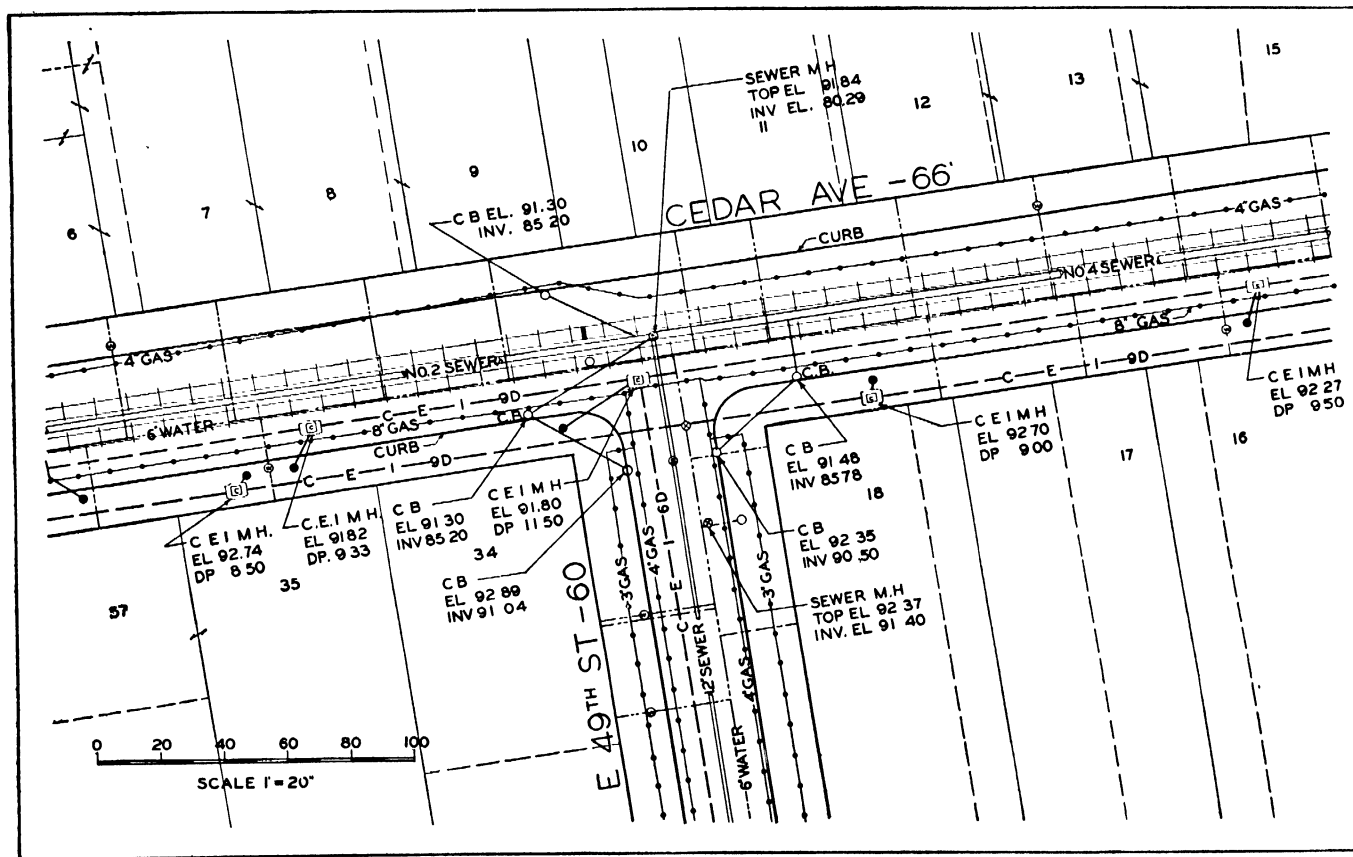 SEWER M H
TOP EL 91.84
INV EL. 80.29
11
15
13
12
10
9
8
7
6
CEDAR AVE - 66'
C B EL. 91.30
INV. 85 20
CURB
4" GAS
NO. 4 SEWER
8" GAS
C E I 9D
4" GAS
NO. 2 SEWER
C E I 9D
6" WATER
8" GAS
CURB
C E I 9D
C.B.
C.B.
C E I M H
EL 92 27
DP 9 50
C E I M H
EL 92 70
DP 9 00
16
17
18
C B
EL 91 48
INV 85 78
C B
EL 92 35
INV 90.50
SEWER M.H
TOP EL 92 37
INV. EL 91 40
C E I M H.
EL 92.74
DP 8 50
C.E.I M H.
EL 91 82
DP. 9 33
C B
EL 91 30
INV 85 20
C E I M H
EL 91.80
DP 11 50
34
C B
EL 92 89
INV 91 04
35
37
E 49TH ST - 60
3" GAS
4" GAS
C E I 6D
12" SEWER
6" WATER
4" GAS
3" GAS
0 20 40 60 80 100
SCALE 1' = 20"